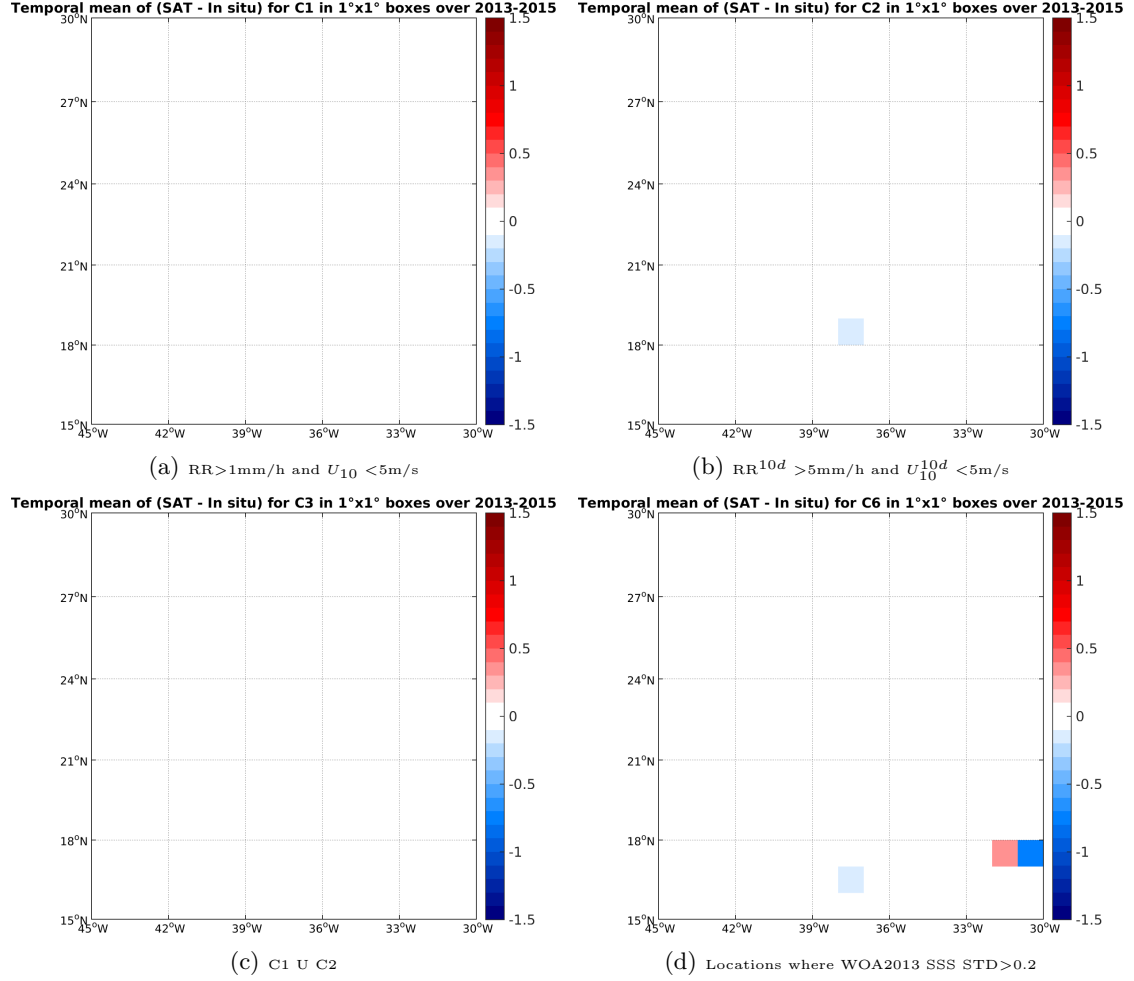 Temporal mean of (SAT - In situ) for C1 in 1°x1° boxes over 2013-2015
30°N
27°N
24°N
21°N
18°N
15°N
45°W 42°W 39°W 36°W 33°W 30°W
1.5
1
0.5
0
-0.5
-1
-1.5
(a) RR>1mm/h and U10 <5m/s
Temporal mean of (SAT - In situ) for C2 in 1°x1° boxes over 2013-2015
30°N
27°N
24°N
21°N
18°N
15°N
45°W 42°W 39°W 36°W 33°W 30°W
1.5
1
0.5
0
-0.5
-1
-1.5
(b) RR^10d >5mm/h and U10^10d <5m/s
Temporal mean of (SAT - In situ) for C3 in 1°x1° boxes over 2013-2015
30°N
27°N
24°N
21°N
18°N
15°N
45°W 42°W 39°W 36°W 33°W 30°W
1.5
1
0.5
0
-0.5
-1
-1.5
(c) C1 U C2
Temporal mean of (SAT - In situ) for C6 in 1°x1° boxes over 2013-2015
30°N
27°N
24°N
21°N
18°N
15°N
45°W 42°W 39°W 36°W 33°W 30°W
1.5
1
0.5
0
-0.5
-1
-1.5
(d) Locations where WOA2013 SSS STD>0.2